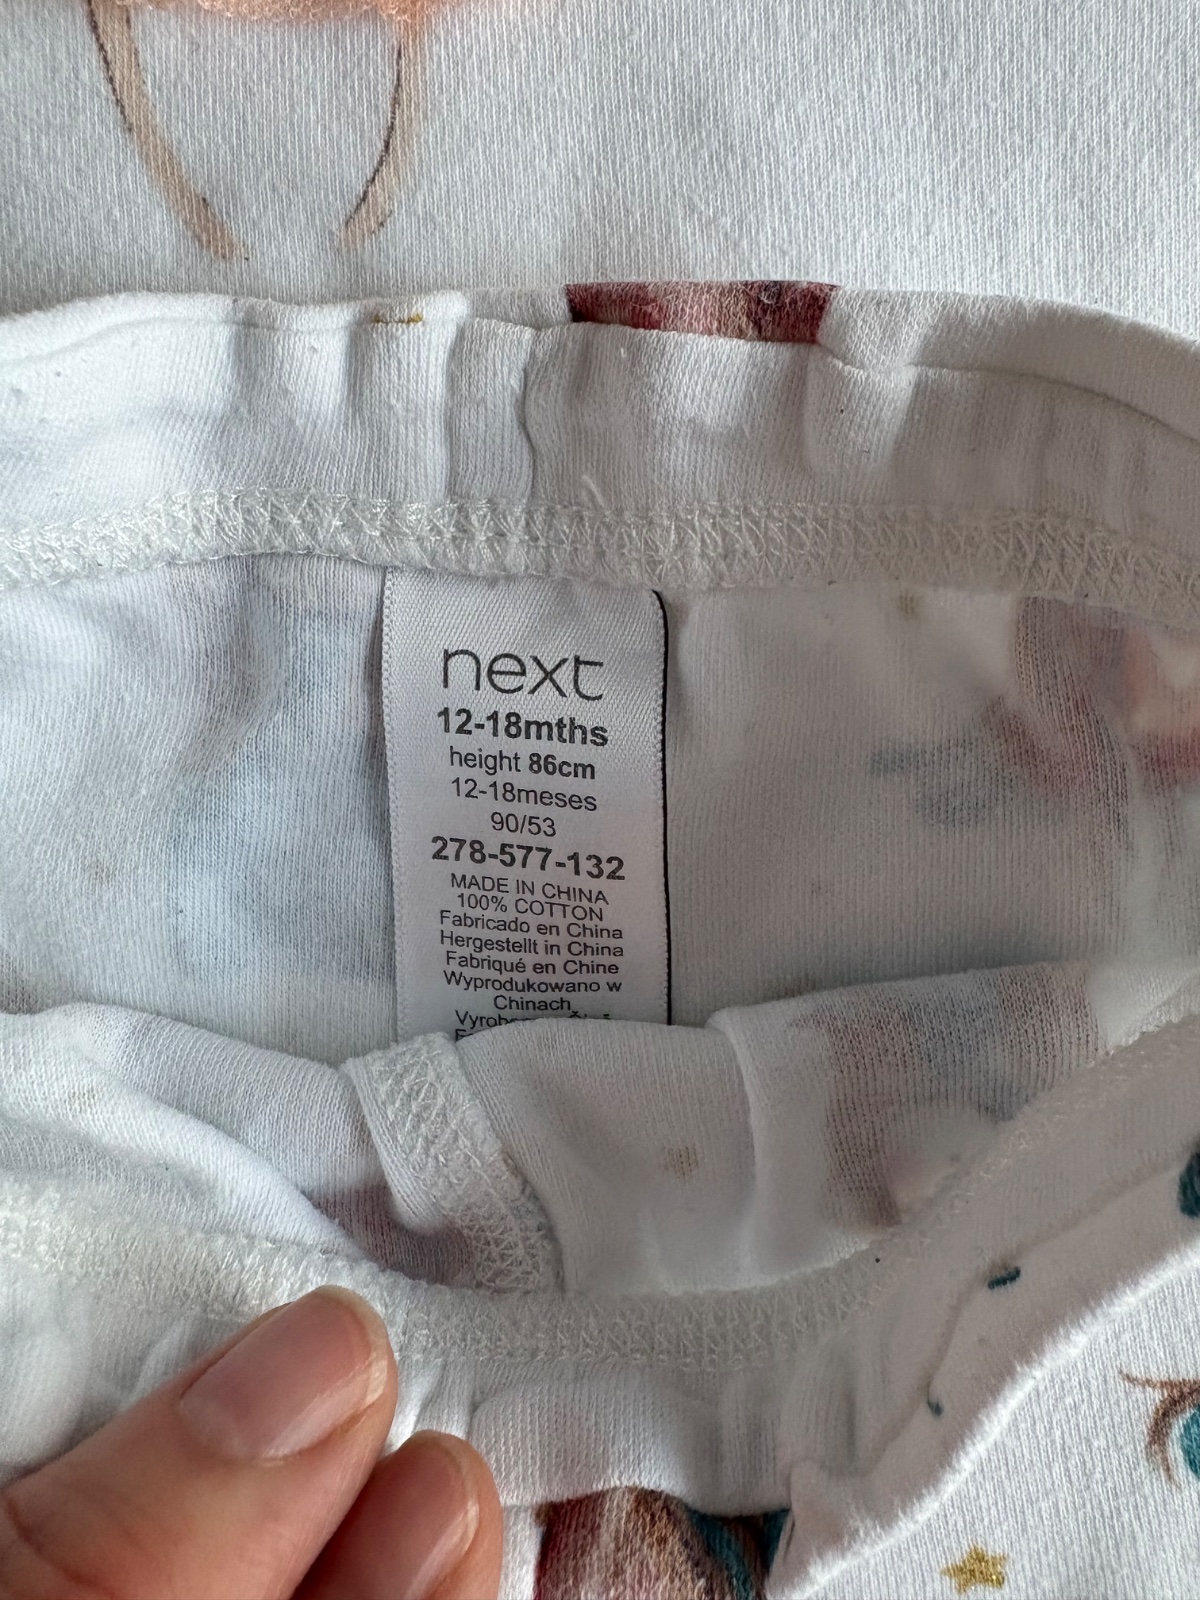 next
12-18mths
height 86cm
12-18meses
90/53
278-577-132
MADE IN CHINA
100% COTTON
Fabricado en China
Hergestellt in China
Fabriqué en Chine
Wyprodukowano w
Chinach